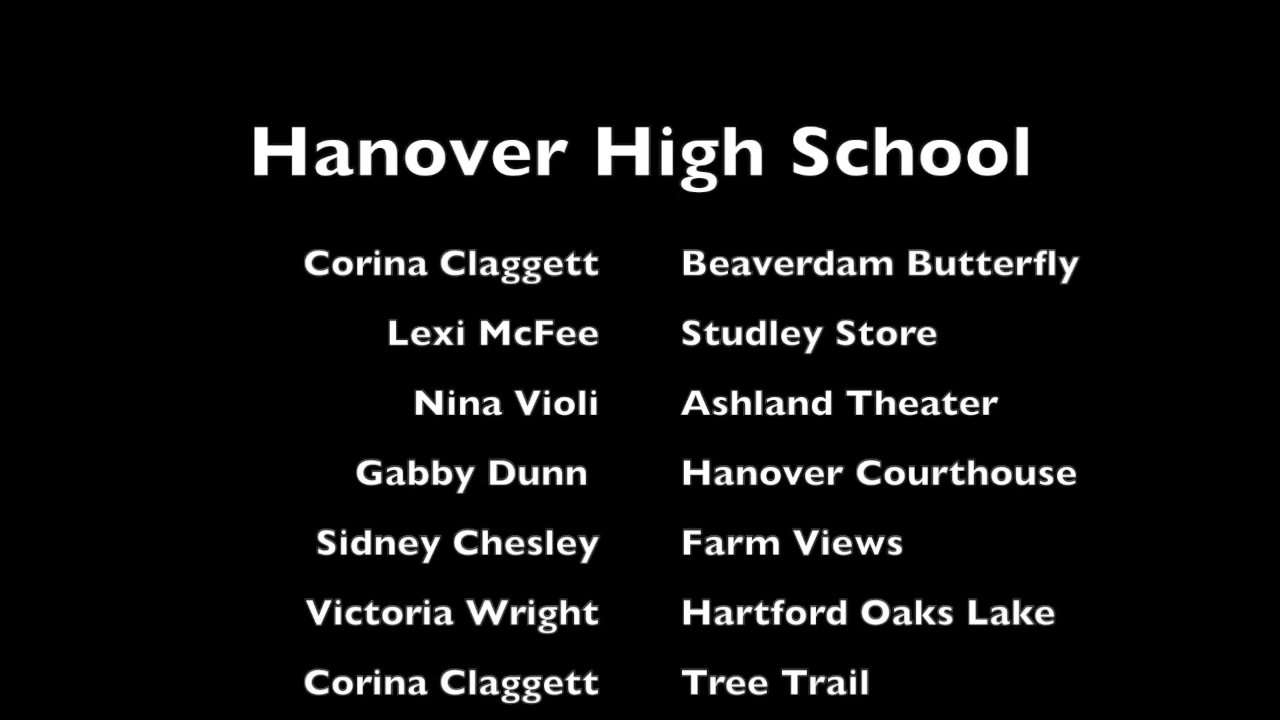 Hanover High School
Corina Claggett Beaverdam Butterfly
Lexi McFee Studley Store
Nina Violi Ashland Theater
Gabby Dunn Hanover Courthouse
Sidney Chesley Farm Views
Victoria Wright Hartford Oaks Lake
Corina Claggett Tree Trail